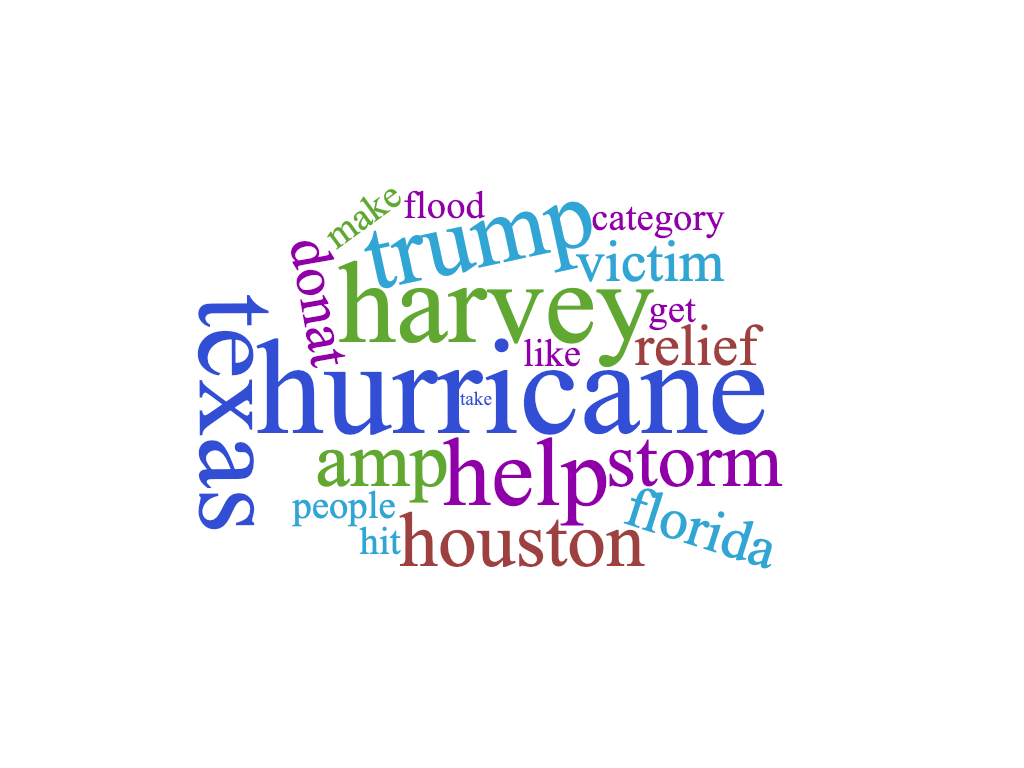 make
flood
trump
category
donat
victim
harvey
get
texas
like
relief
hurricane
take
amp
help
storm
people
florida
hit
houston